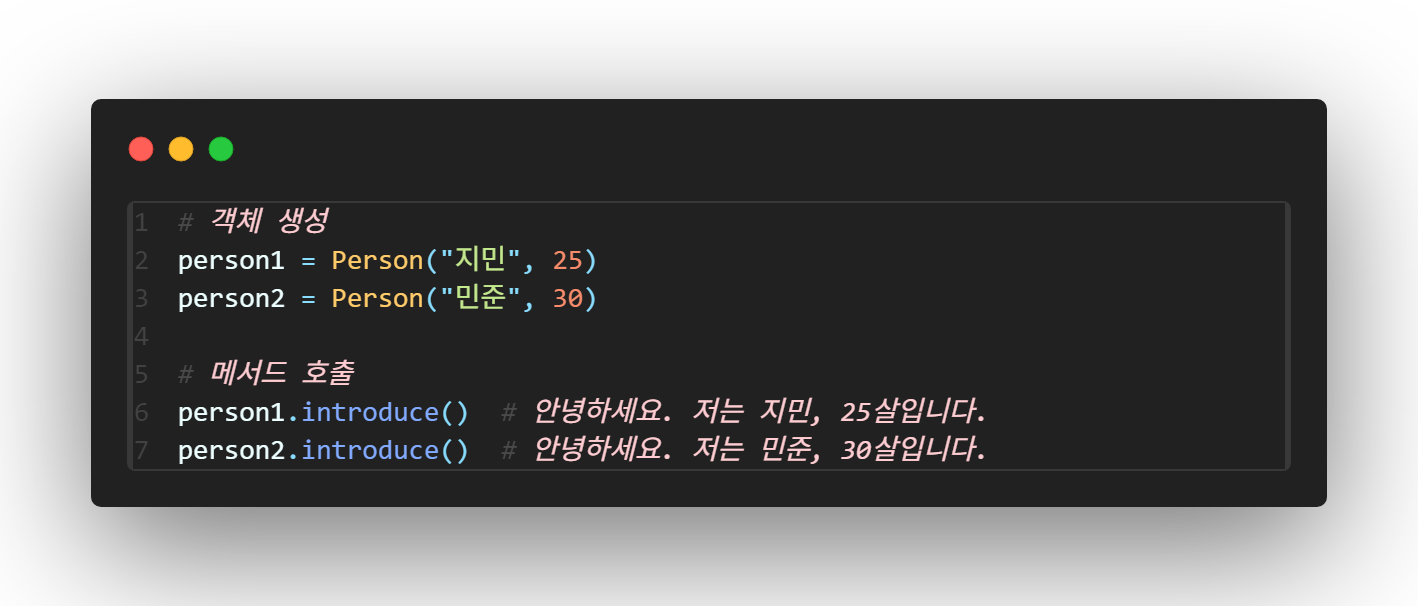 1 # 객체 생성
2 person1 = Person("지민", 25)
3 person2 = Person("민준", 30)
4
5 # 메서드 호출
6 person1.introduce()  # 안녕하세요. 저는 지민, 25살입니다.
7 person2.introduce()  # 안녕하세요. 저는 민준, 30살입니다.